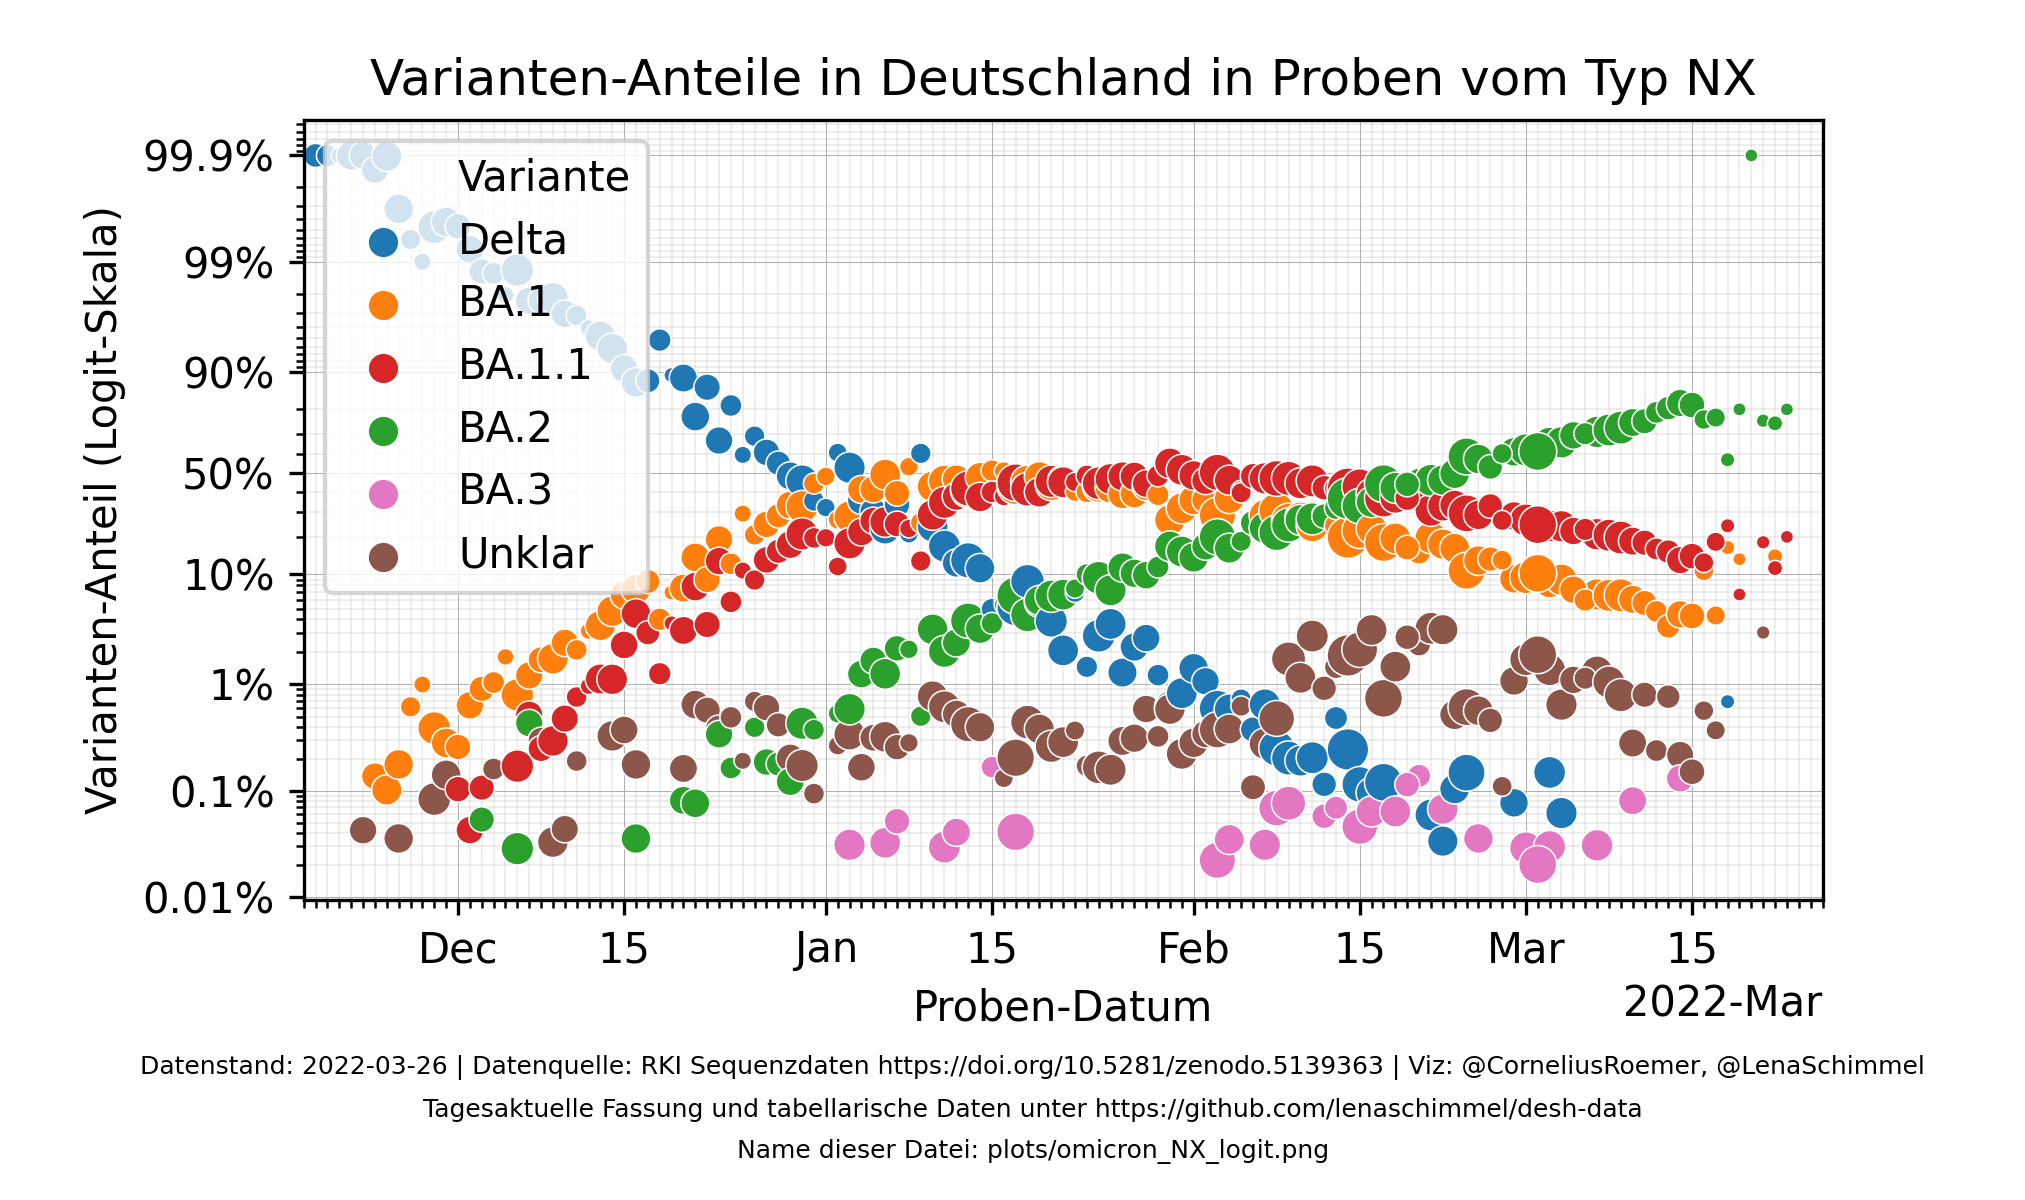 Varianten-Anteile in Deutschland in Proben vom Typ NX
Varianten-Anteil (Logit-Skala)
99.9%
99%
90%
50%
10%
1%
0.1%
0.01%
Variante
Delta
BA.1
BA.1.1
BA.2
BA.3
Unklar
Dec 15 Jan 15 Feb 15 Mar 15
Proben-Datum
2022-Mar
Datenstand: 2022-03-26 | Datenquelle: RKI Sequenzdaten https://doi.org/10.5281/zenodo.5139363 | Viz: @CorneliusRoemer, @LenaSchimmel
Tagesaktuelle Fassung und tabellarische Daten unter https://github.com/lenaschimmel/desh-data
Name dieser Datei: plots/omicron_NX_logit.png